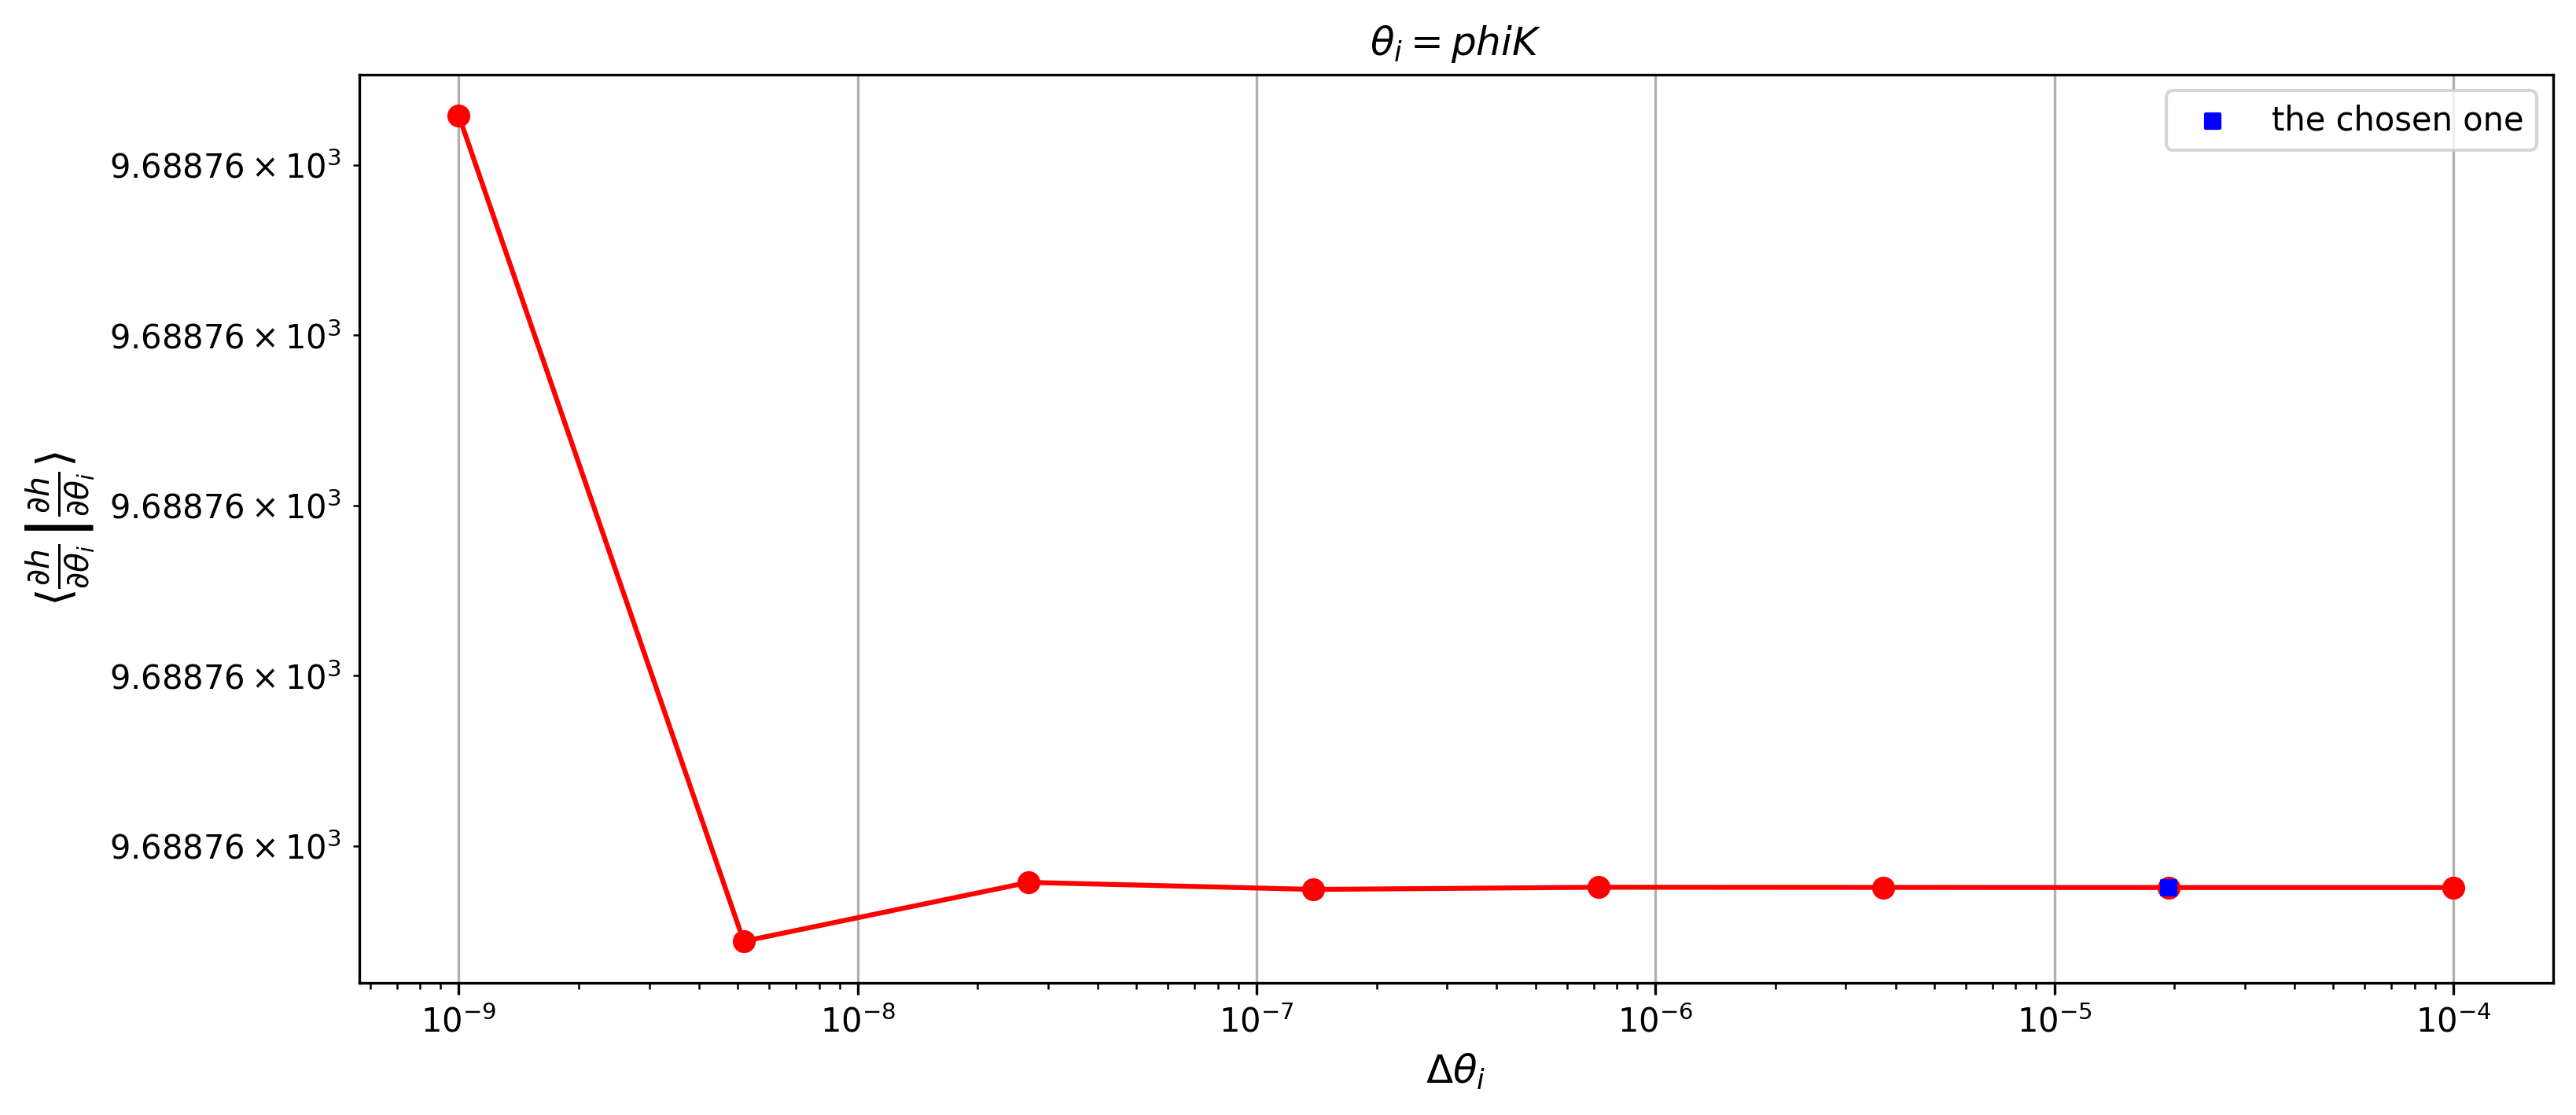 θᵢ = phiK
the chosen one
9.68876 × 10³
9.68876 × 10³
9.68876 × 10³
9.68876 × 10³
9.68876 × 10³
⟨∂h/∂θᵢ | ∂h/∂θᵢ⟩
10⁻⁹ 10⁻⁸ 10⁻⁷ 10⁻⁶ 10⁻⁵ 10⁻⁴
Δθᵢ